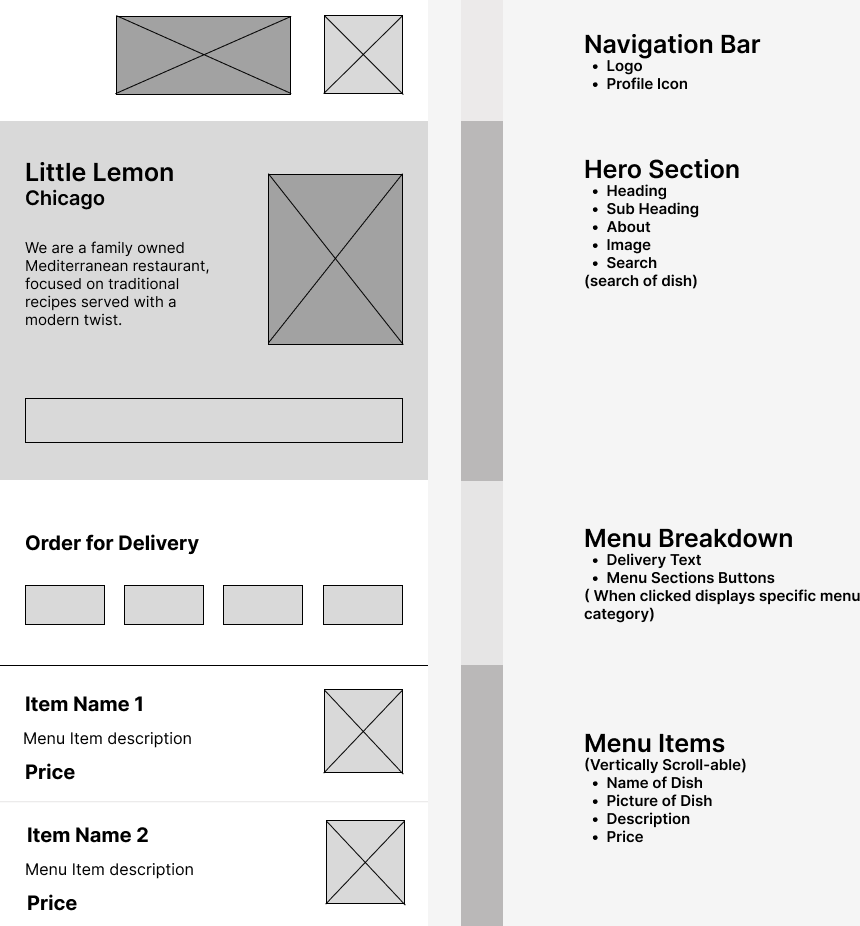 Navigation Bar
• Logo
• Profile Icon
Little Lemon
Chicago
We are a family owned
Mediterranean restaurant,
focused on traditional
recipes served with a
modern twist.
Hero Section
• Heading
• Sub Heading
• About
• Image
• Search
(search of dish)
Order for Delivery
Menu Breakdown
• Delivery Text
• Menu Sections Buttons
( When clicked displays specific menu
category)
Item Name 1
Menu Item description
Price
Item Name 2
Menu Item description
Price
Menu Items
(Vertically Scroll-able)
• Name of Dish
• Picture of Dish
• Description
• Price